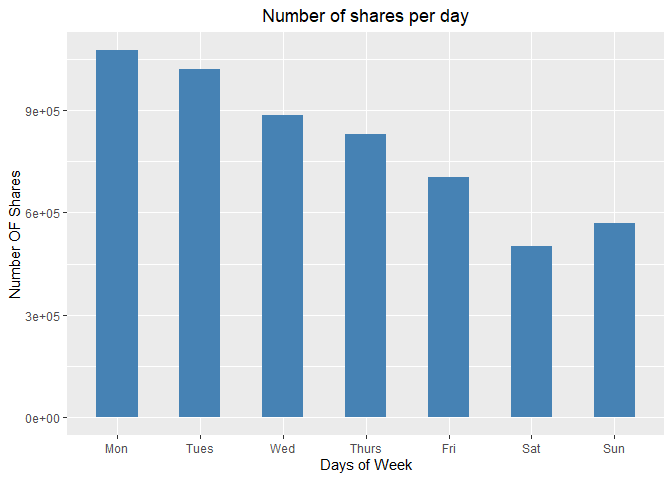 Number of shares per day
Number OF Shares
9e+05
6e+05
3e+05
0e+00
Mon Tues Wed Thurs Fri Sat Sun
Days of Week